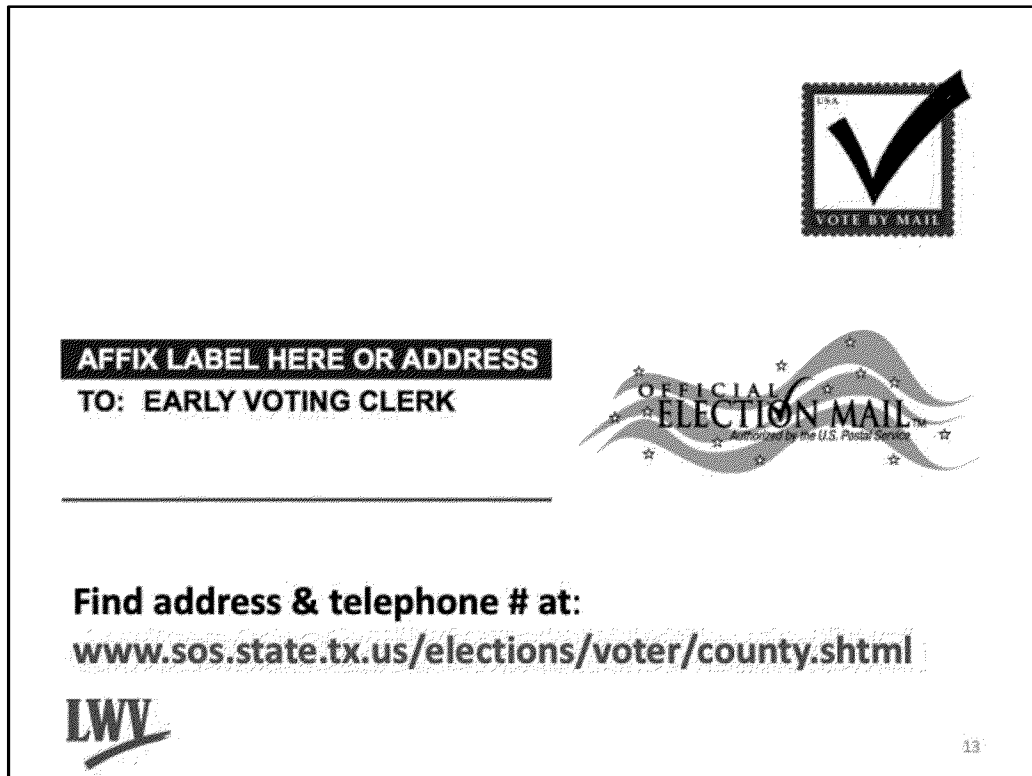 USA
VOTE BY MAIL
AFFIX LABEL HERE OR ADDRESS
TO: EARLY VOTING CLERK
OFFICIAL
ELECTION MAIL™
Authorized by the U.S. Postal Service
Find address & telephone # at:
www.sos.state.tx.us/elections/voter/county.shtml
LWV
13